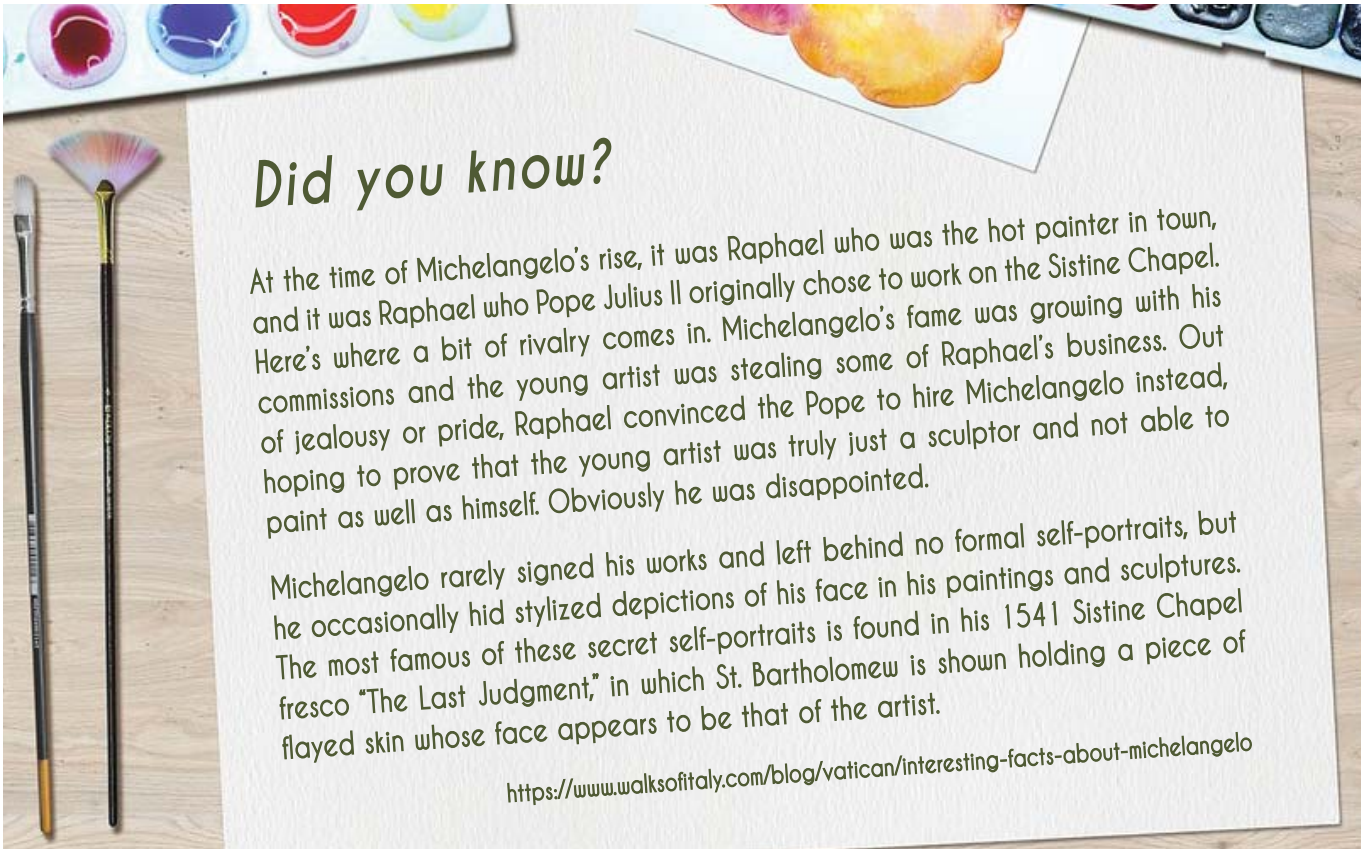 Did you know?
At the time of Michelangelo's rise, it was Raphael who was the hot painter in town,
and it was Raphael who Pope Julius II originally chose to work on the Sistine Chapel.
Here's where a bit of rivalry comes in. Michelangelo's fame was growing with his
commissions and the young artist was stealing some of Raphael's business. Out
of jealousy or pride, Raphael convinced the Pope to hire Michelangelo instead,
hoping to prove that the young artist was truly just a sculptor and not able to
paint as well as himself. Obviously he was disappointed.
Michelangelo rarely signed his works and left behind no formal self-portraits, but
he occasionally hid stylized depictions of his face in his paintings and sculptures.
The most famous of these secret self-portraits is found in his 1541 Sistine Chapel
fresco “The Last Judgment,” in which St. Bartholomew is shown holding a piece of
flayed skin whose face appears to be that of the artist.
https://www.walksofitaly.com/blog/vatican/interesting-facts-about-michelangelo